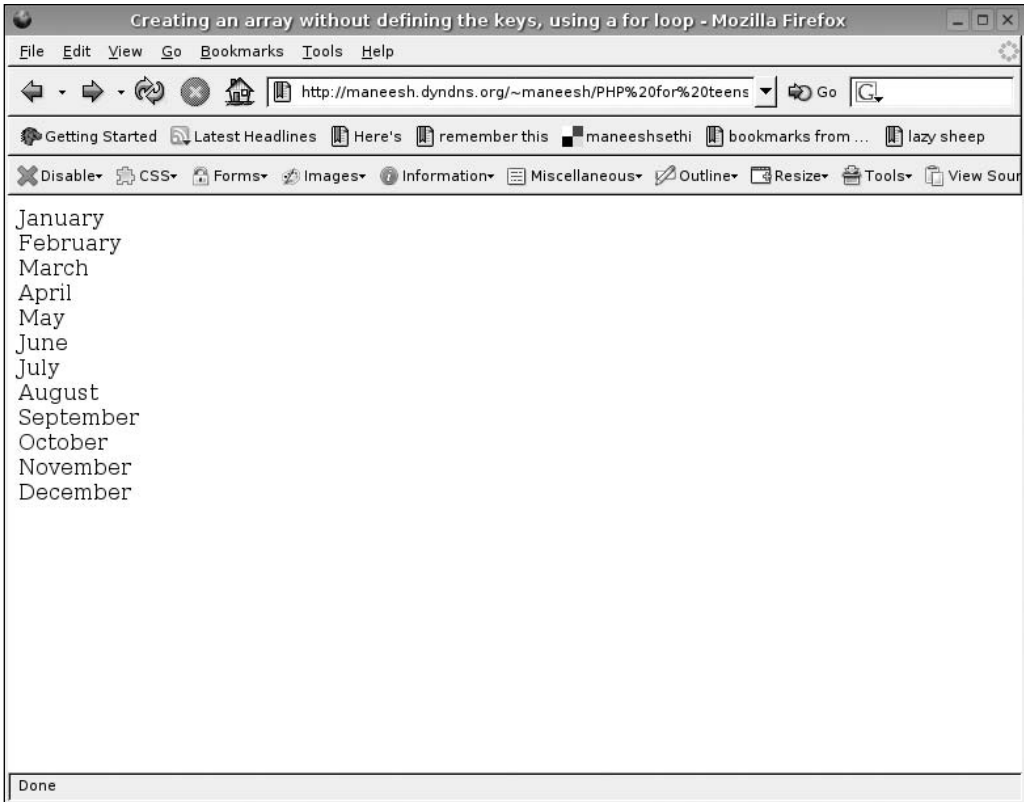 Creating an array without defining the keys, using a for loop - Mozilla Firefox
File Edit View Go Bookmarks Tools Help
http://maneesh.dyndns.org/~maneesh/PHP%20for%20teens Go G
Getting Started Latest Headlines Here's remember this maneeshsethi bookmarks from ... lazy sheep
Disable CSS Forms Images Information Miscellaneous Outline Resize Tools View Sour
January
February
March
April
May
June
July
August
September
October
November
December
Done